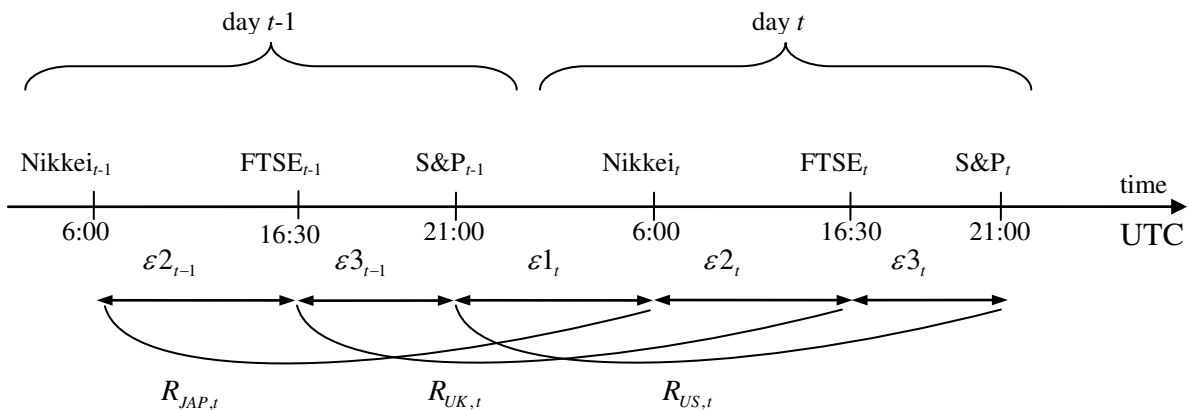 day t-1 day t
Nikkei_{t-1} FTSE_{t-1} S&P_{t-1} Nikkei_t FTSE_t S&P_t
time
6:00 16:30 21:00 6:00 16:30 21:00 UTC
ε2_{t−1} ε3_{t−1} ε1_t ε2_t ε3_t
R_{JAP,t} R_{UK,t} R_{US,t}